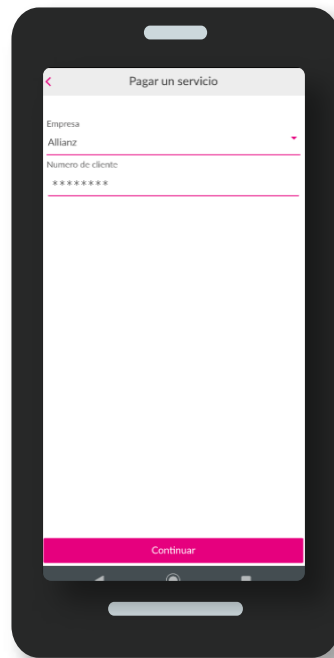 Pagar un servicio
Empresa
Allianz
Numero de cliente
********
Continuar